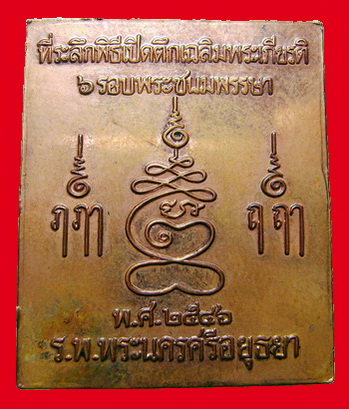 ที่ระลึกพิธีเปิดตึกเฉลิมพระเกียรติ
๖ รอบพระชนมพรรษา
พ.ศ.๒๕๔๖
ร.พ.พระนครศรีอยุธยา